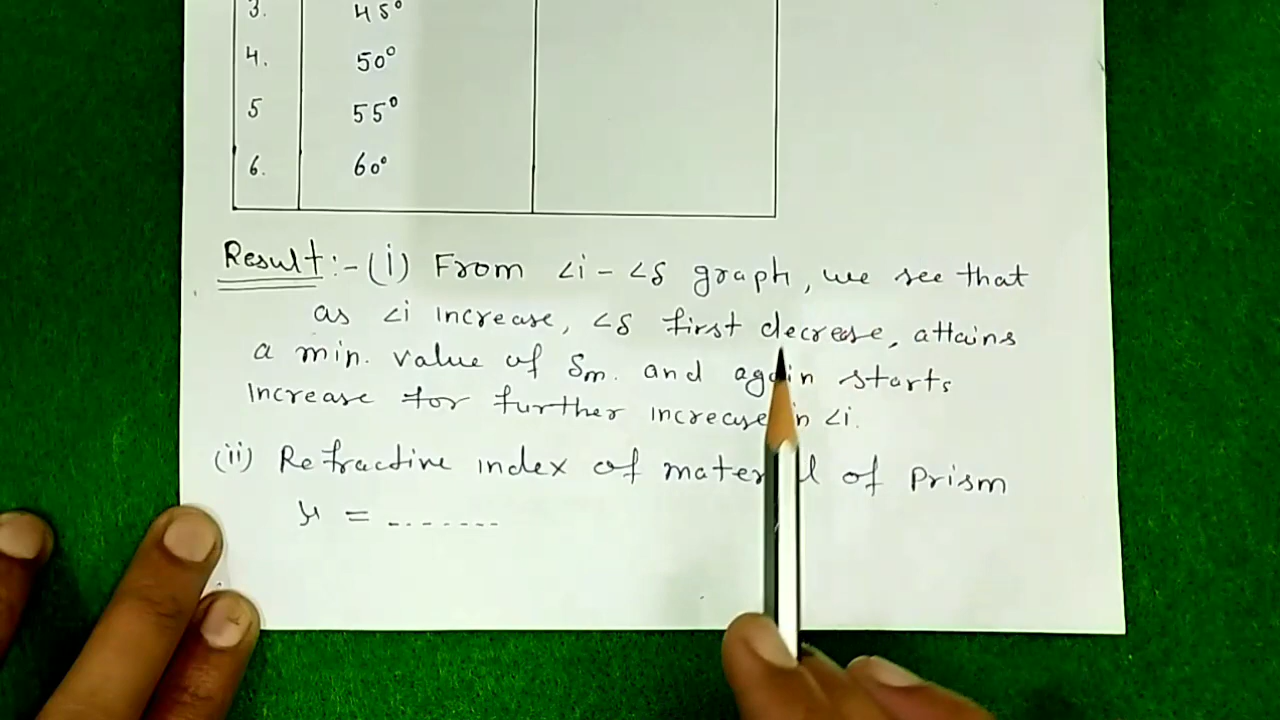 3. 45°
4. 50°
5 55°
6. 60°
Result:-(i) From ∠i - ∠δ graph, we see that
as ∠i increase, ∠δ first decrease, attains
a min. value of δm. and again starts
increase for further increase in ∠i.
(ii) Refractive index of material of Prism
μ = -------